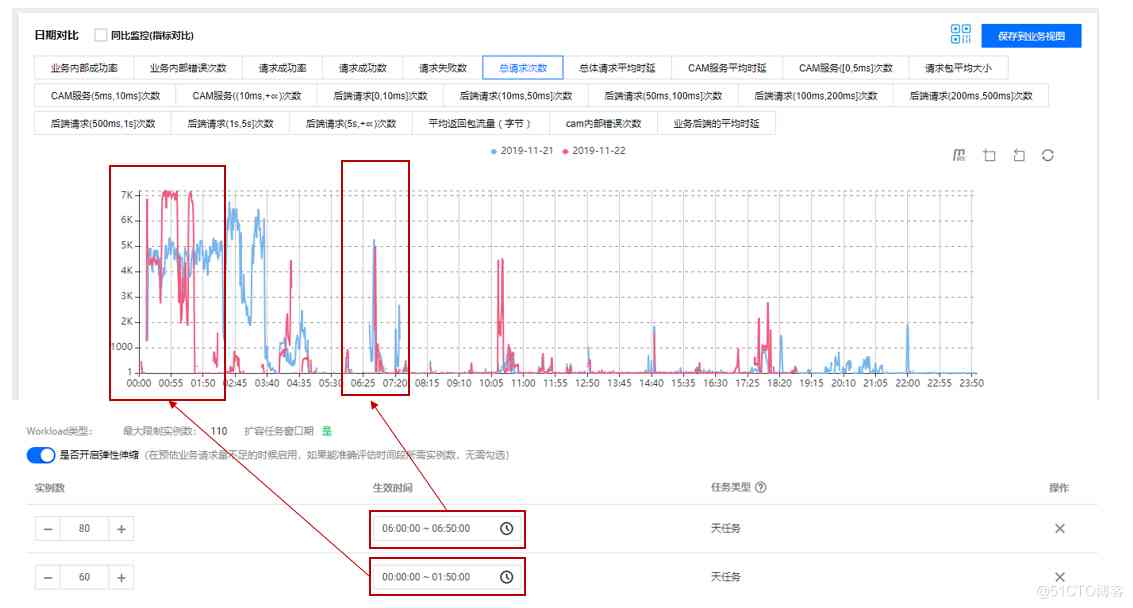 日期对比 同比监控(指标对比) 保存到业务视图
业务内部成功率 业务内部错误次数 请求成功率 请求成功数 请求失败数 总请求次数 总体请求平均时延 CAM服务平均时延 CAM服务([0,5ms]次数 请求包平均大小
CAM服务(5ms,10ms]次数 CAM服务((10ms,+∞)次数 后端请求[0,10ms]次数 后端请求(10ms,50ms]次数 后端请求(50ms,100ms]次数 后端请求(100ms,200ms]次数 后端请求(200ms,500ms]次数
后端请求(500ms,1s]次数 后端请求(1s,5s]次数 后端请求(5s,+∞)次数 平均返回包流量（字节） cam内部错误次数 业务后端的平均时延
2019-11-21 2019-11-22
7K
6K
5K
4K
3K
2K
1000
1
00:00 00:55 01:50 02:45 03:40 04:35 05:30 06:25 07:20 08:15 09:10 10:05 11:00 11:55 12:50 13:45 14:40 15:35 16:30 17:25 18:20 19:15 20:10 21:05 22:00 22:55 23:50
Workload类型： 最大限制实例数： 110 扩容任务窗口期 是
是否开启弹性伸缩（在预估业务请求量不足的时候启用，如果能准确评估时间段所需实例数，无需勾选）
实例数 生效时间 任务类型 ? 操作
− 80 + 06:00:00 ~ 06:50:00 天任务 ×
− 60 + 00:00:00 ~ 01:50:00 天任务 ×
@51CTO博客